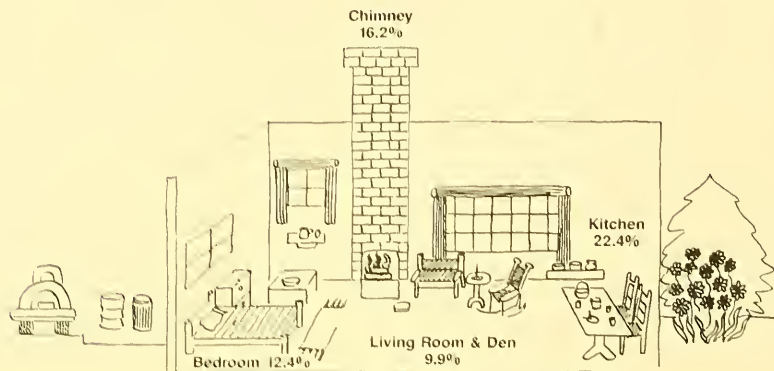 Chimney
16.2%
Kitchen
22.4%
Living Room & Den
9.9%
Bedroom 12.4%